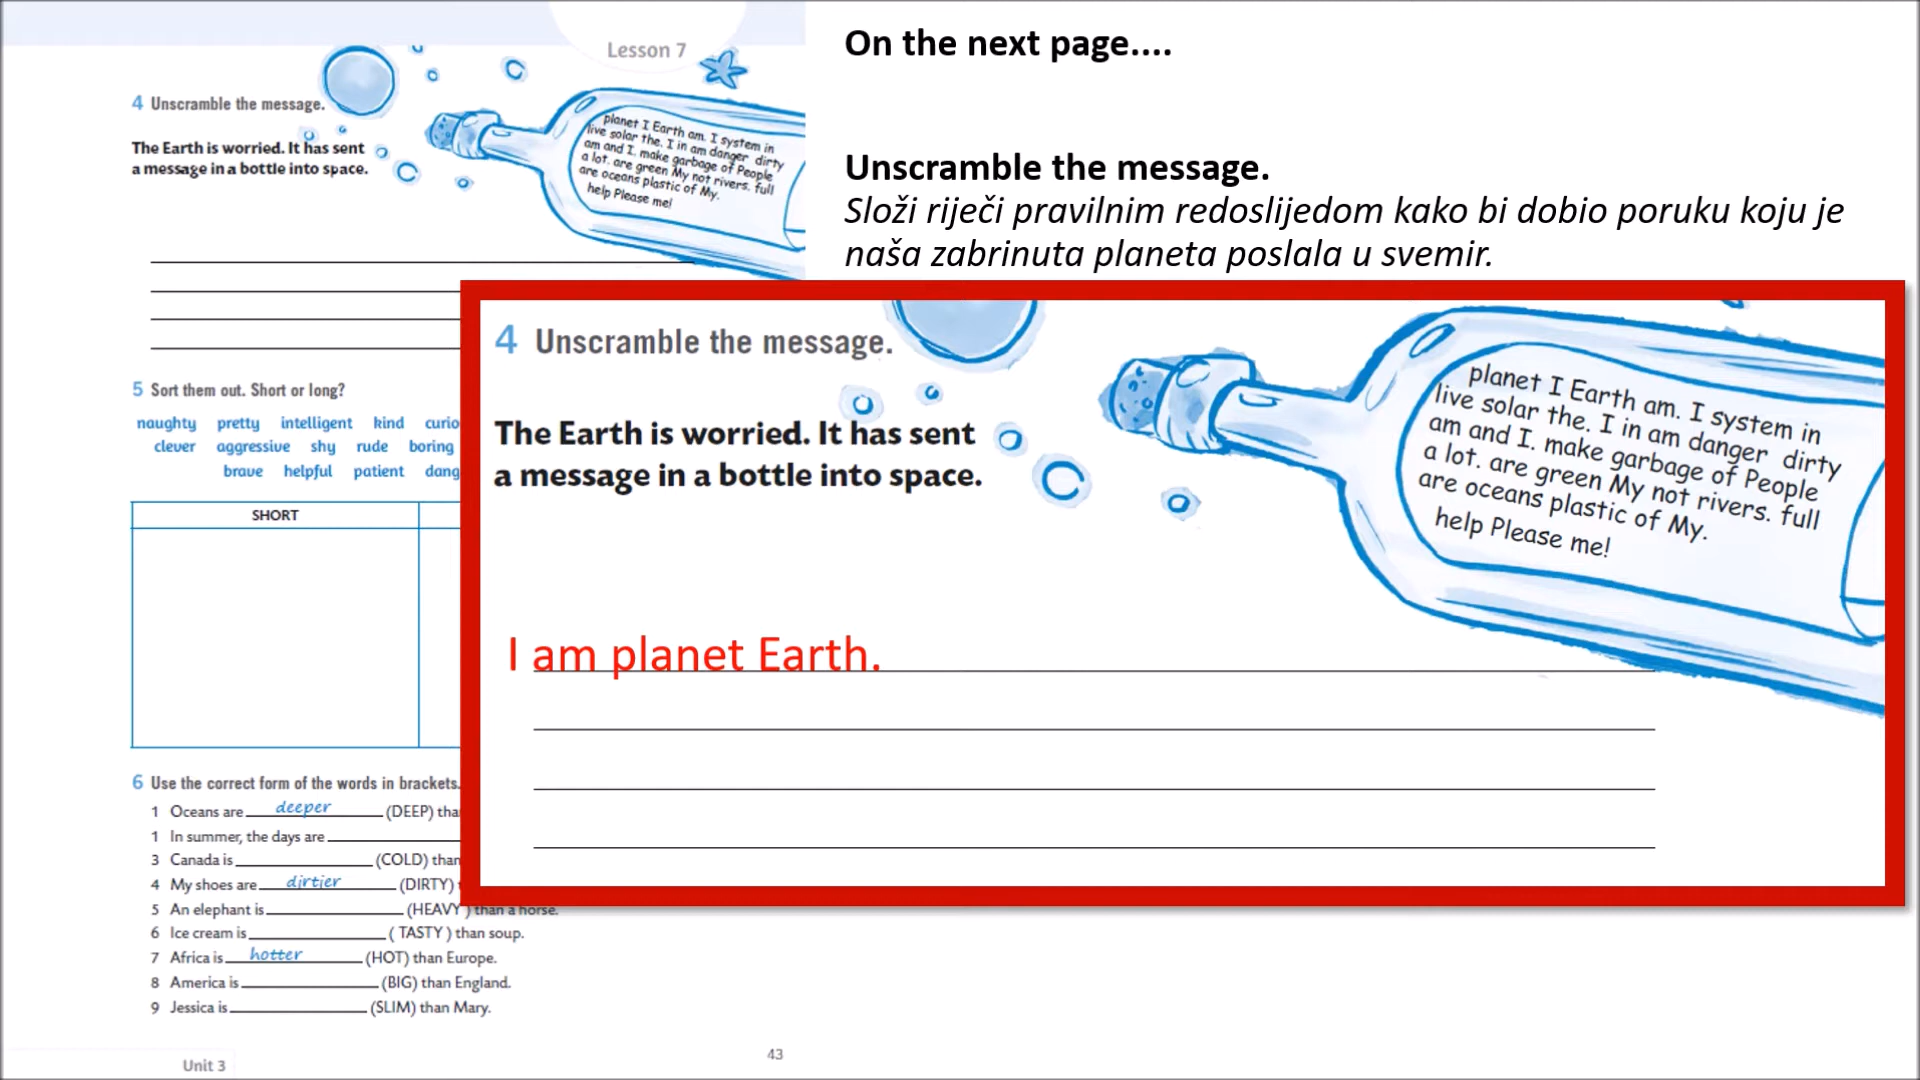 Lesson 7
4 Unscramble the message.
The Earth is worried. It has sent
a message in a bottle into space.
planet I Earth am. I system in
live solar the. I in am danger dirty
am and I. make garbage of People
a lot. are green My not rivers. full
are oceans plastic of My.
help Please me!
5 Sort them out. Short or long?
naughty pretty intelligent kind curio
clever aggressive shy rude boring
brave helpful patient dang
SHORT
6 Use the correct form of the words in brackets.
1 Oceans are deeper (DEEP) tha
1 In summer, the days are
3 Canada is (COLD) than
4 My shoes are dirtier (DIRTY)
5 An elephant is (HEAVY ) than a horse.
6 Ice cream is ( TASTY ) than soup.
7 Africa is hotter (HOT) than Europe.
8 America is (BIG) than England.
9 Jessica is (SLIM) than Mary.
Unit 3
43
On the next page....
Unscramble the message.
Složi riječi pravilnim redoslijedom kako bi dobio poruku koju je
naša zabrinuta planeta poslala u svemir.
4 Unscramble the message.
The Earth is worried. It has sent
a message in a bottle into space.
planet I Earth am. I system in
live solar the. I in am danger dirty
am and I. make garbage of People
a lot. are green My not rivers. full
are oceans plastic of My.
help Please me!
I am planet Earth.